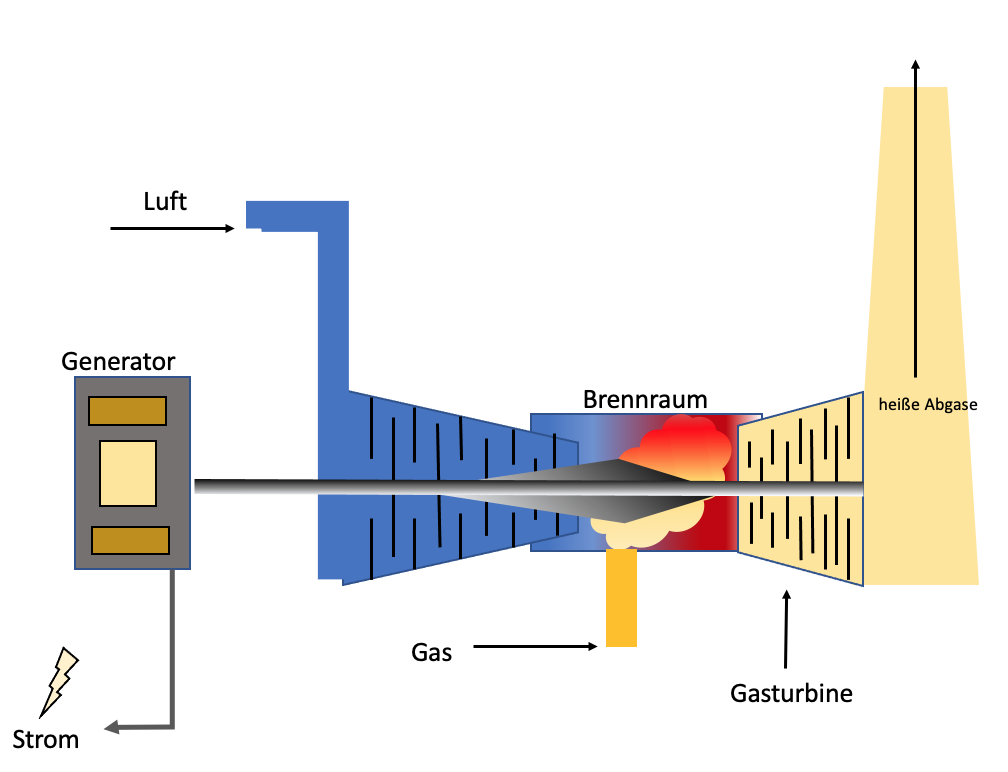 Luft
Generator
Brennraum
heiße Abgase
Gas
Gasturbine
Strom